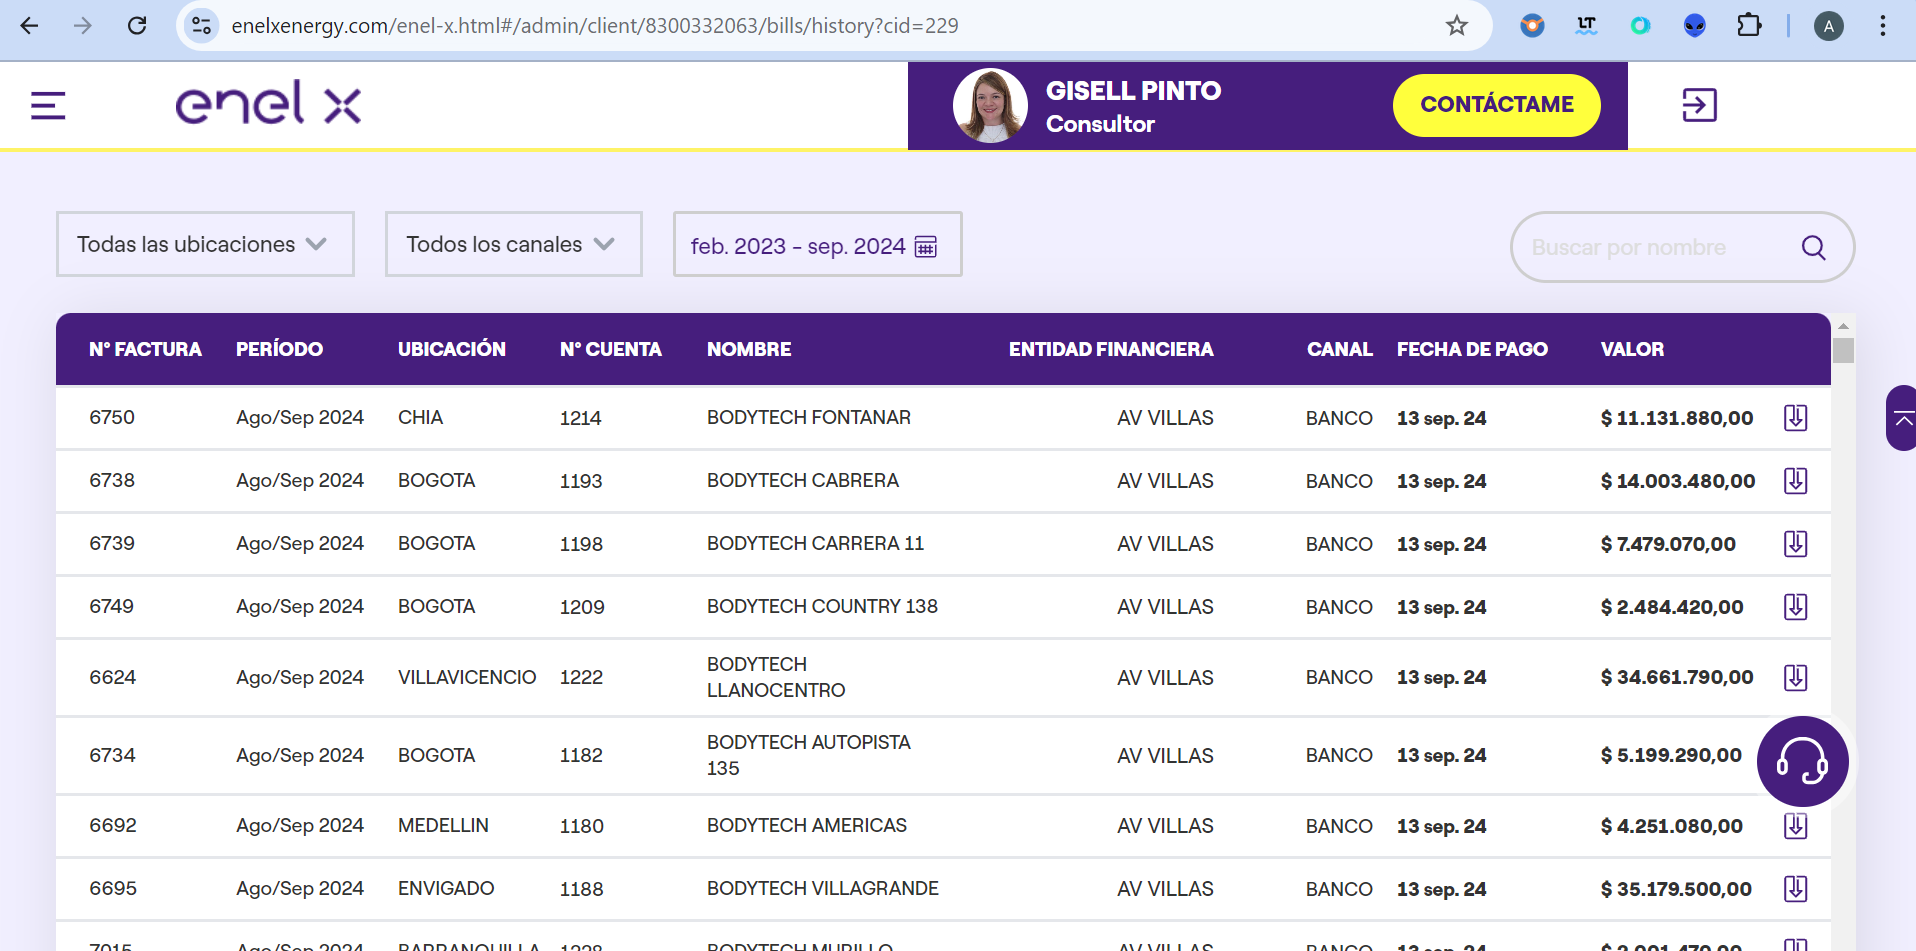 enelxenergy.com/enel-x.html#/admin/client/8300332063/bills/history?cid=229
LT
A
enel x
GISELL PINTO
Consultor
CONTÁCTAME
Todas las ubicaciones
Todos los canales
feb. 2023 - sep. 2024
Buscar por nombre
N° FACTURA PERÍODO UBICACIÓN N° CUENTA NOMBRE ENTIDAD FINANCIERA CANAL FECHA DE PAGO VALOR
6750 Ago/Sep 2024 CHIA 1214 BODYTECH FONTANAR AV VILLAS BANCO 13 sep. 24 $ 11.131.880,00
6738 Ago/Sep 2024 BOGOTA 1193 BODYTECH CABRERA AV VILLAS BANCO 13 sep. 24 $ 14.003.480,00
6739 Ago/Sep 2024 BOGOTA 1198 BODYTECH CARRERA 11 AV VILLAS BANCO 13 sep. 24 $ 7.479.070,00
6749 Ago/Sep 2024 BOGOTA 1209 BODYTECH COUNTRY 138 AV VILLAS BANCO 13 sep. 24 $ 2.484.420,00
6624 Ago/Sep 2024 VILLAVICENCIO 1222 BODYTECH LLANOCENTRO AV VILLAS BANCO 13 sep. 24 $ 34.661.790,00
6734 Ago/Sep 2024 BOGOTA 1182 BODYTECH AUTOPISTA 135 AV VILLAS BANCO 13 sep. 24 $ 5.199.290,00
6692 Ago/Sep 2024 MEDELLIN 1180 BODYTECH AMERICAS AV VILLAS BANCO 13 sep. 24 $ 4.251.080,00
6695 Ago/Sep 2024 ENVIGADO 1188 BODYTECH VILLAGRANDE AV VILLAS BANCO 13 sep. 24 $ 35.179.500,00
7015 Ago/Sep 2024 BARRANQUILLA BODYTECH MURILLO AV VILLAS BANCO 13 sep. 24